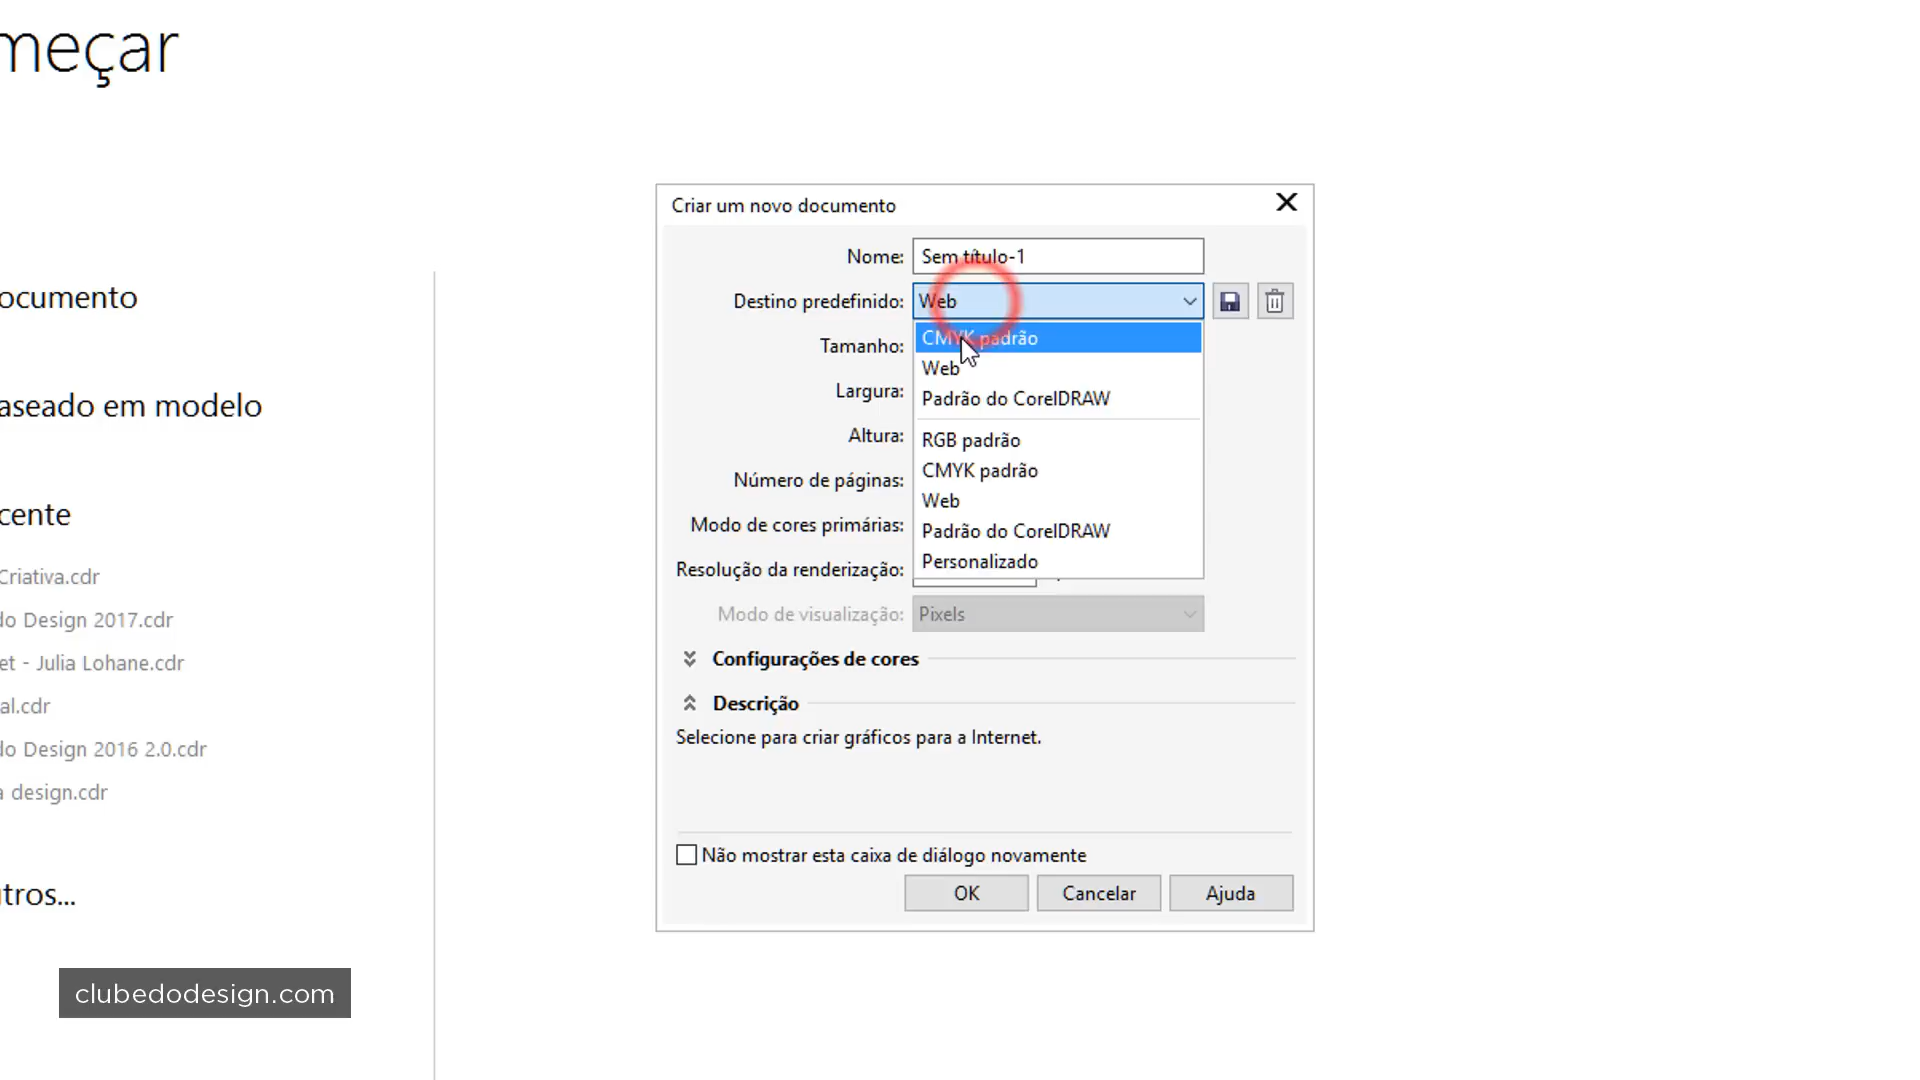 meçar
ocumento
aseado em modelo
cente
Criativa.cdr
do Design 2017.cdr
et - Julia Lohane.cdr
al.cdr
do Design 2016 2.0.cdr
a design.cdr
utros...
clubedodesign.com
Criar um novo documento
Nome: Sem título-1
Destino predefinido: Web
CMYK padrão
Tamanho:
Web
Largura:
Padrão do CorelDRAW
Altura:
RGB padrão
CMYK padrão
Número de páginas:
Web
Modo de cores primárias:
Padrão do CorelDRAW
Resolução da renderização:
Personalizado
Modo de visualização: Pixels
Configurações de cores
Descrição
Selecione para criar gráficos para a Internet.
Não mostrar esta caixa de diálogo novamente
OK Cancelar Ajuda